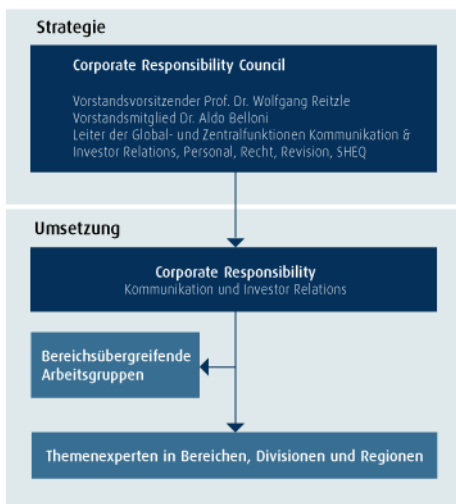 Strategie
Corporate Responsibility Council
Vorstandsvorsitzender Prof. Dr. Wolfgang Reitzle
Vorstandsmitglied Dr. Aldo Belloni
Leiter der Global- und Zentralfunktionen Kommunikation &
Investor Relations, Personal, Recht, Revision, SHEQ
Umsetzung
Corporate Responsibility
Kommunikation und Investor Relations
Bereichsübergreifende
Arbeitsgruppen
Themenexperten in Bereichen, Divisionen und Regionen